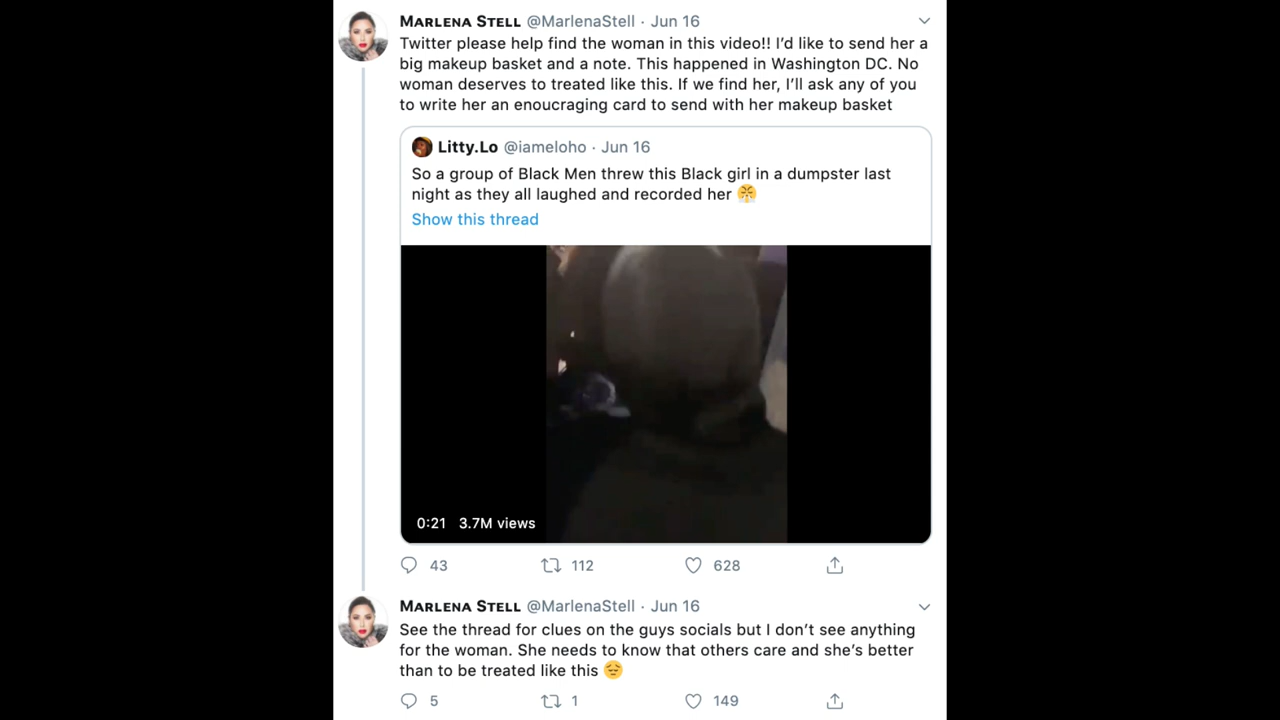 MARLENA STELL @MarlenaStell · Jun 16
Twitter please help find the woman in this video!! I'd like to send her a
big makeup basket and a note. This happened in Washington DC. No
woman deserves to treated like this. If we find her, I'll ask any of you
to write her an enoucraging card to send with her makeup basket
Litty.Lo @iameloho · Jun 16
So a group of Black Men threw this Black girl in a dumpster last
night as they all laughed and recorded her 😤
Show this thread
0:21 3.7M views
43 112 628
MARLENA STELL @MarlenaStell · Jun 16
See the thread for clues on the guys socials but I don't see anything
for the woman. She needs to know that others care and she's better
than to be treated like this 😔
5 1 149